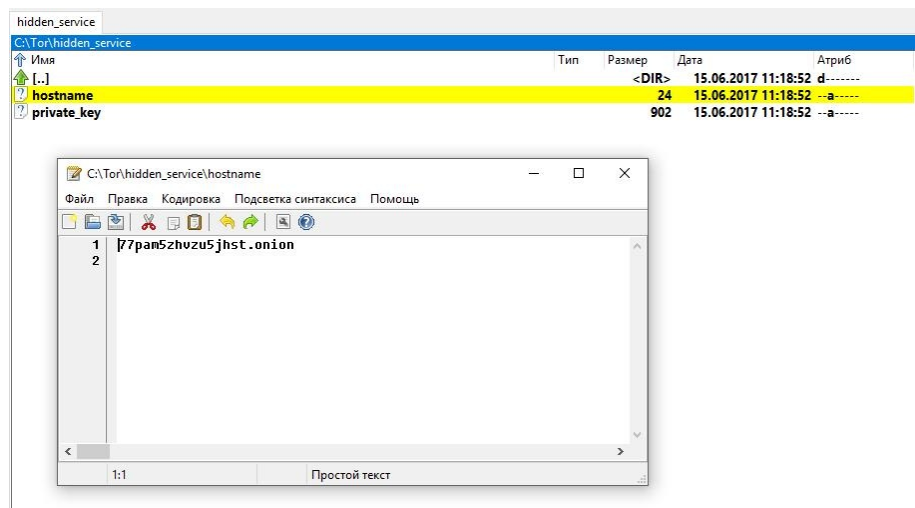 hidden_service
C:\Tor\hidden_service
Имя Тип Размер Дата Атриб
[..] <DIR> 15.06.2017 11:18:52 d-------
hostname 24 15.06.2017 11:18:52 --a-----
private_key 902 15.06.2017 11:18:52 --a-----
C:\Tor\hidden_service\hostname
Файл Правка Кодировка Подсветка синтаксиса Помощь
1 77pam5zhvzu5jhst.onion
2
1:1 Простой текст